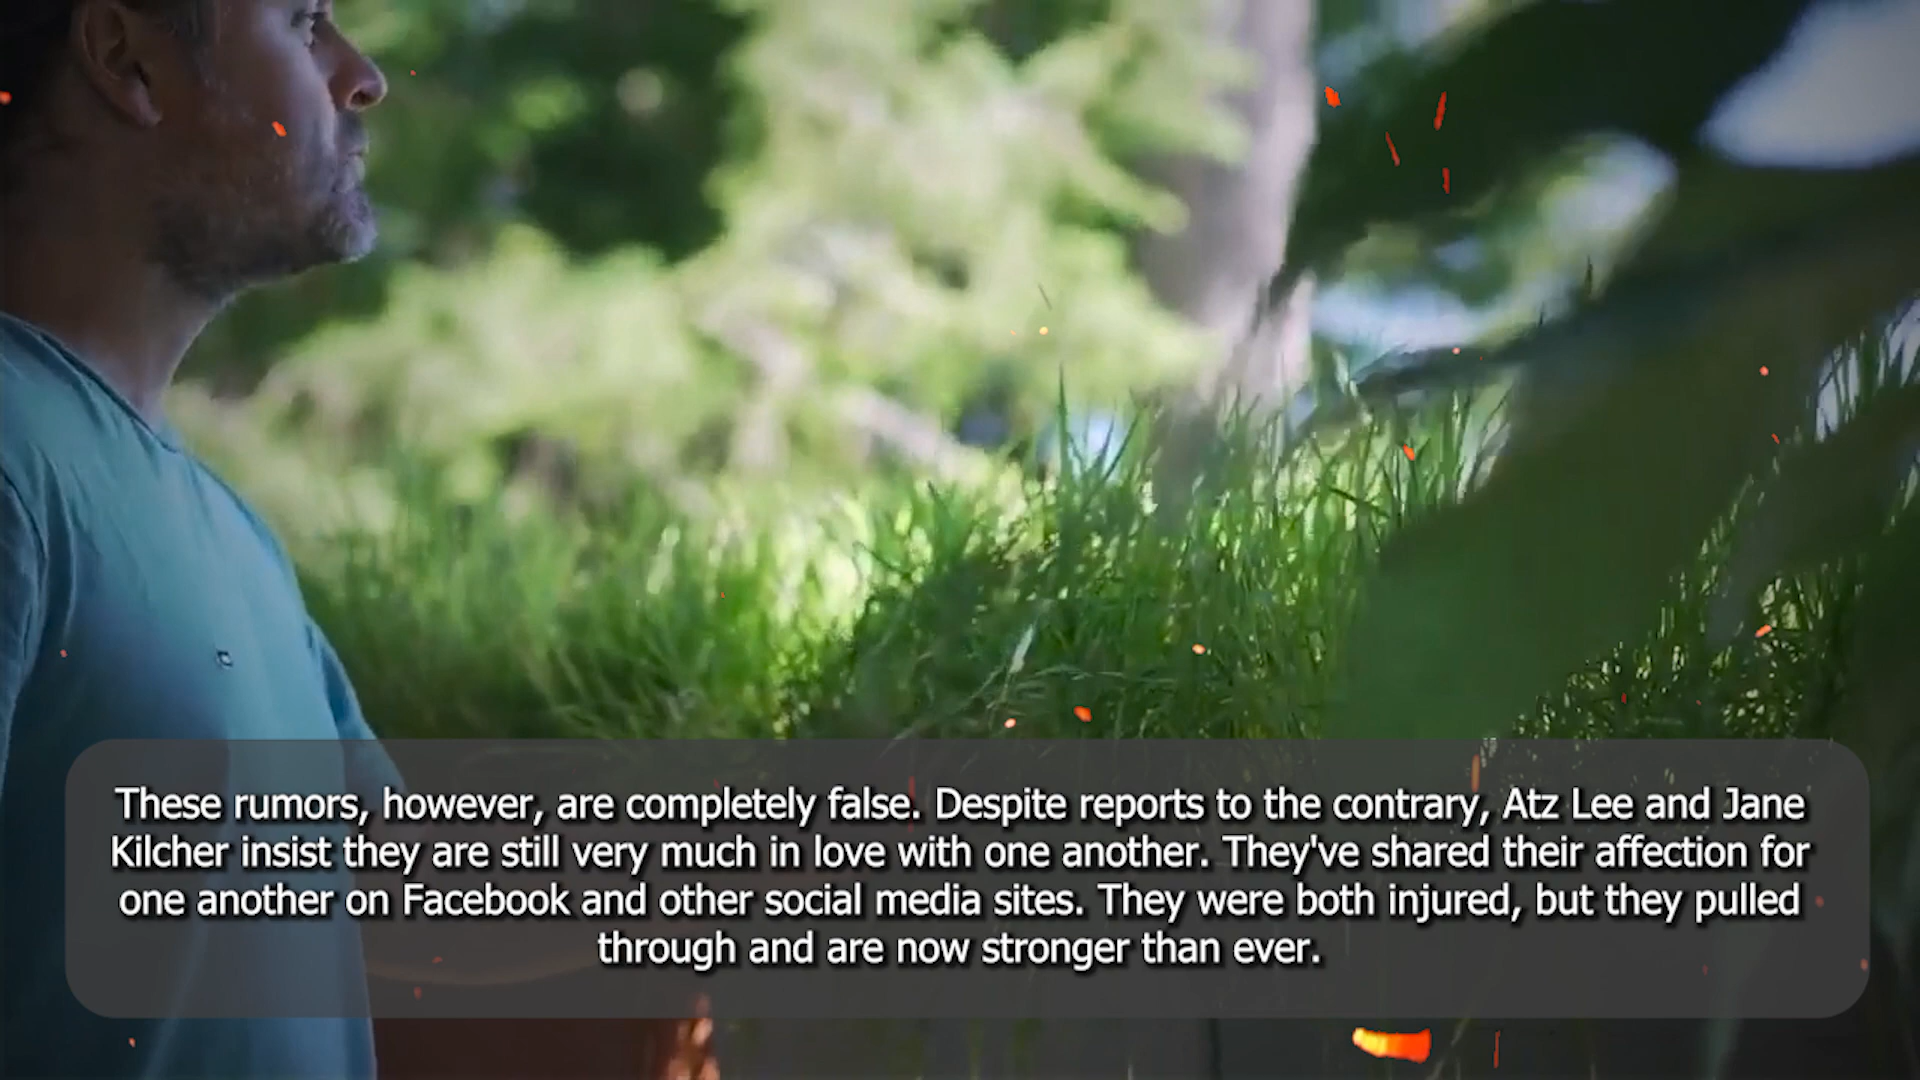 These rumors, however, are completely false. Despite reports to the contrary, Atz Lee and Jane
Kilcher insist they are still very much in love with one another. They've shared their affection for
one another on Facebook and other social media sites. They were both injured, but they pulled
through and are now stronger than ever.